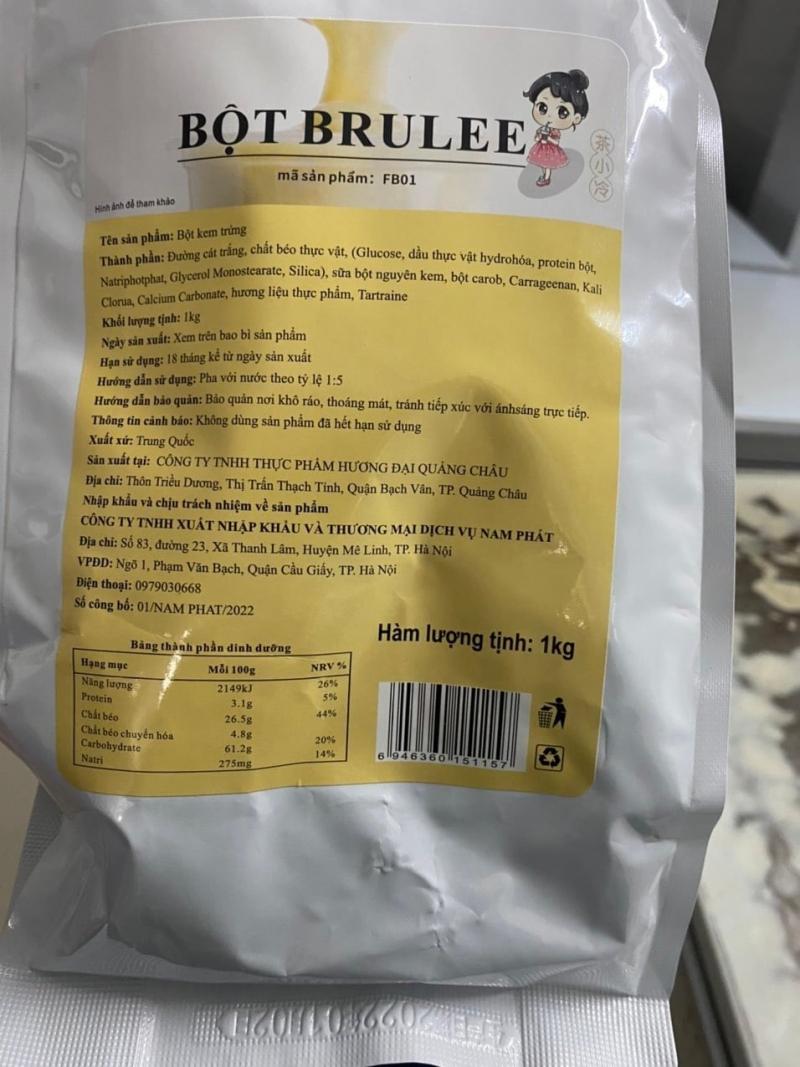 BỘT BRULEE
茶小冷
mã sản phẩm: FB01
Hình ảnh để tham khảo
Tên sản phẩm: Bột kem trứng
Thành phần: Đường cát trắng, chất béo thực vật, (Glucose, dầu thực vật hydrohóa, protein bột,
Natriphotphat, Glycerol Monostearate, Silica), sữa bột nguyên kem, bột carob, Carrageenan, Kali
Clorua, Calcium Carbonate, hương liệu thực phẩm, Tartraine
Khối lượng tịnh: 1kg
Ngày sản xuất: Xem trên bao bì sản phẩm
Hạn sử dụng: 18 tháng kể từ ngày sản xuất
Hướng dẫn sử dụng: Pha với nước theo tỷ lệ 1:5
Hướng dẫn bảo quản: Bảo quản nơi khô ráo, thoáng mát, tránh tiếp xúc với ánhsáng trực tiếp.
Thông tin cảnh báo: Không dùng sản phẩm đã hết hạn sử dụng
Xuất xứ: Trung Quốc
Sản xuất tại: CÔNG TY TNHH THỰC PHẨM HƯƠNG ĐẠI QUẢNG CHÂU
Địa chỉ: Thôn Triều Dương, Thị Trấn Thạch Tỉnh, Quận Bạch Vân, TP. Quảng Châu
Nhập khẩu và chịu trách nhiệm về sản phẩm
CÔNG TY TNHH XUẤT NHẬP KHẨU VÀ THƯƠNG MẠI DỊCH VỤ NAM PHÁT
Địa chỉ: Số 83, đường 23, Xã Thanh Lâm, Huyện Mê Linh, TP. Hà Nội
VPĐD: Ngõ 1, Phạm Văn Bạch, Quận Cầu Giấy, TP. Hà Nội
Điện thoại: 0979030668
Số công bố: 01/NAM PHAT/2022
Hàm lượng tịnh: 1kg
Bảng thành phần dinh dưỡng
Hạng mục Mỗi 100g NRV %
Năng lượng 2149kJ 26%
Protein 3.1g 5%
Chất béo 26.5g 44%
Chất béo chuyển hóa 4.8g
Carbohydrate 61.2g 20%
Natri 275mg 14%
6 946360 151157